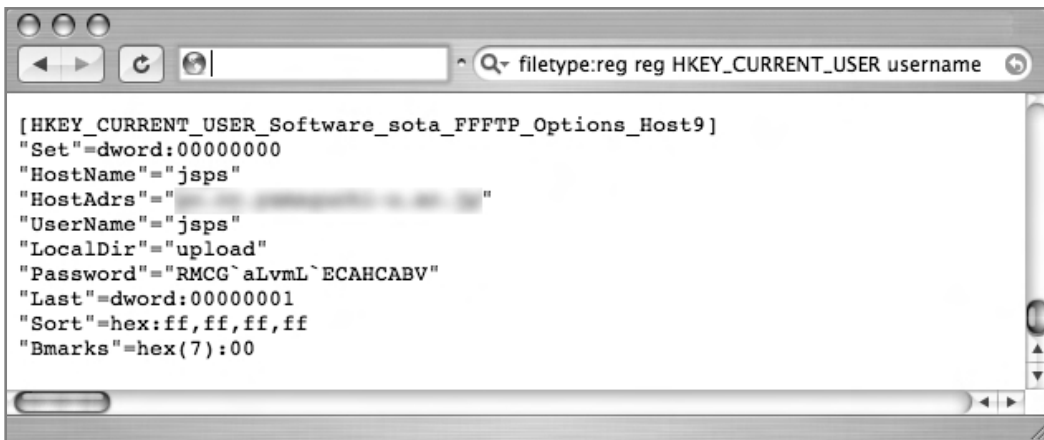 filetype:reg reg HKEY_CURRENT_USER username
[HKEY_CURRENT_USER_Software_sota_FFFTP_Options_Host9]
"Set"=dword:00000000
"HostName"="jsps"
"HostAdrs"=" "
"UserName"="jsps"
"LocalDir"="upload"
"Password"="RMCG`aLvmL`ECAHCABV"
"Last"=dword:00000001
"Sort"=hex:ff,ff,ff,ff
"Bmarks"=hex(7):00